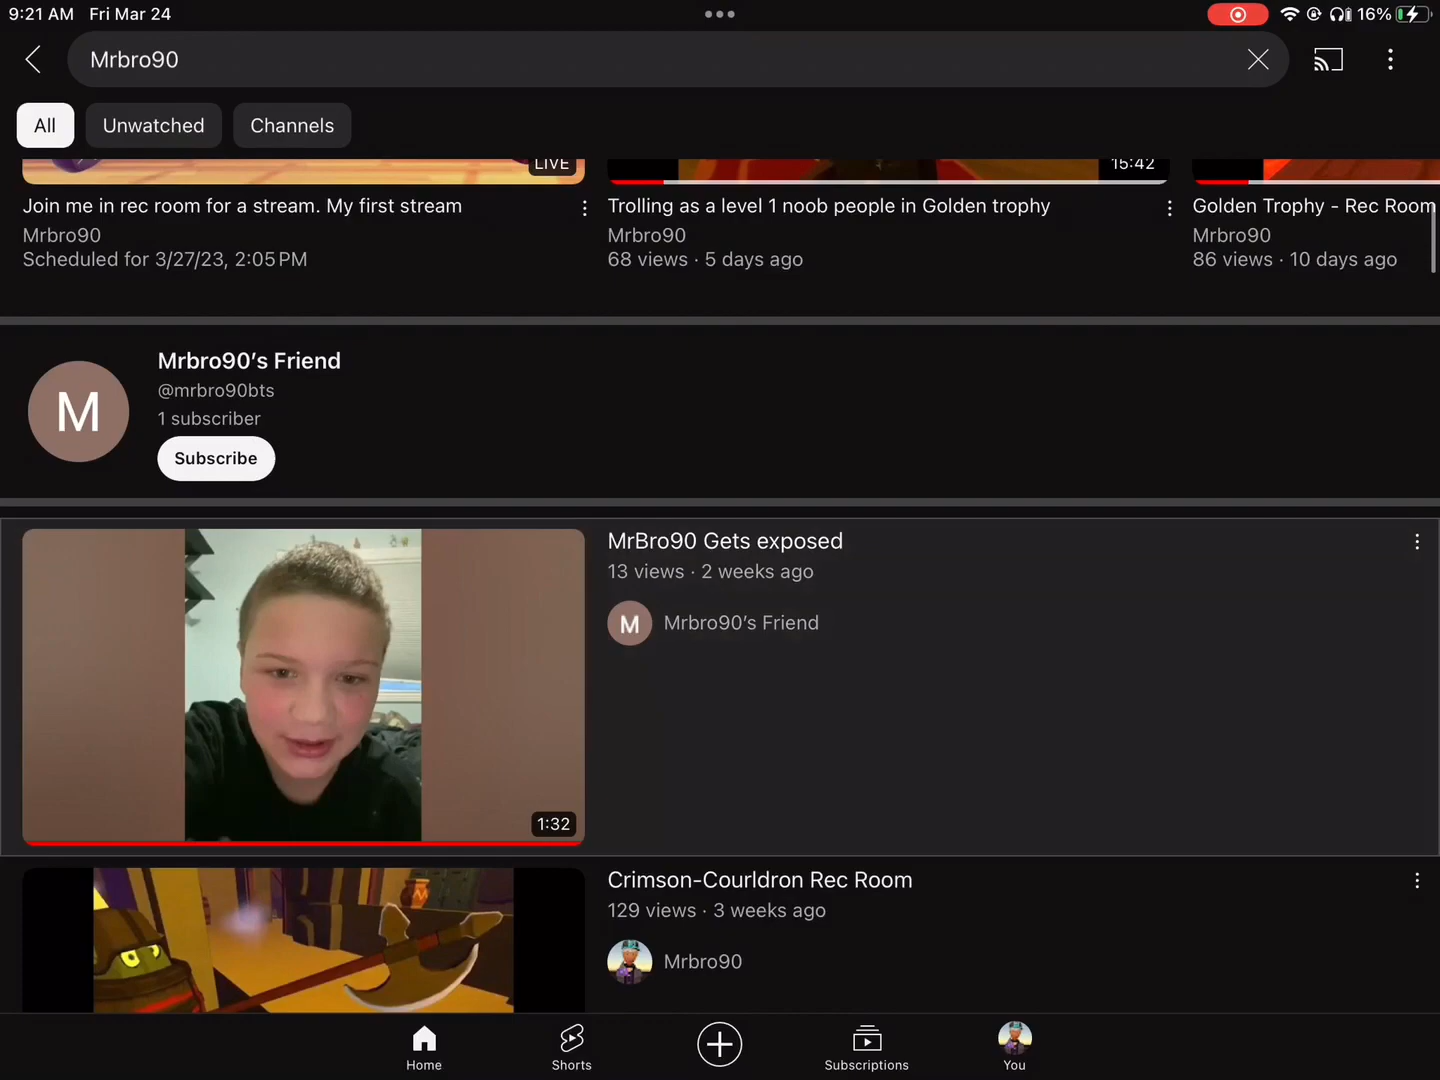 9:21 AM Fri Mar 24
16%
Mrbro90
All
Unwatched
Channels
LIVE
15:42
Join me in rec room for a stream. My first stream
Mrbro90
Scheduled for 3/27/23, 2:05 PM
Trolling as a level 1 noob people in Golden trophy
Mrbro90
68 views · 5 days ago
Golden Trophy - Rec Room
Mrbro90
86 views · 10 days ago
M
Mrbro90's Friend
@mrbro90bts
1 subscriber
Subscribe
1:32
MrBro90 Gets exposed
13 views · 2 weeks ago
M
Mrbro90's Friend
Crimson-Courldron Rec Room
129 views · 3 weeks ago
Mrbro90
Home
Shorts
Subscriptions
You